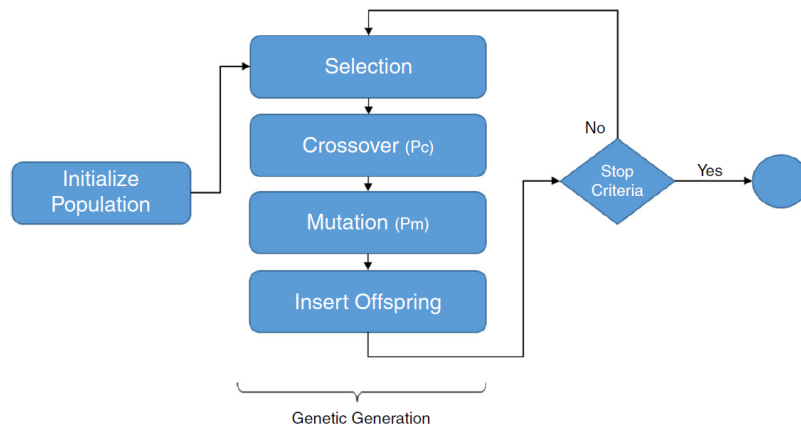 Selection
Crossover (Pc)
Initialize
Population
Mutation (Pm)
Insert Offspring
No
Stop
Criteria
Yes
Genetic Generation